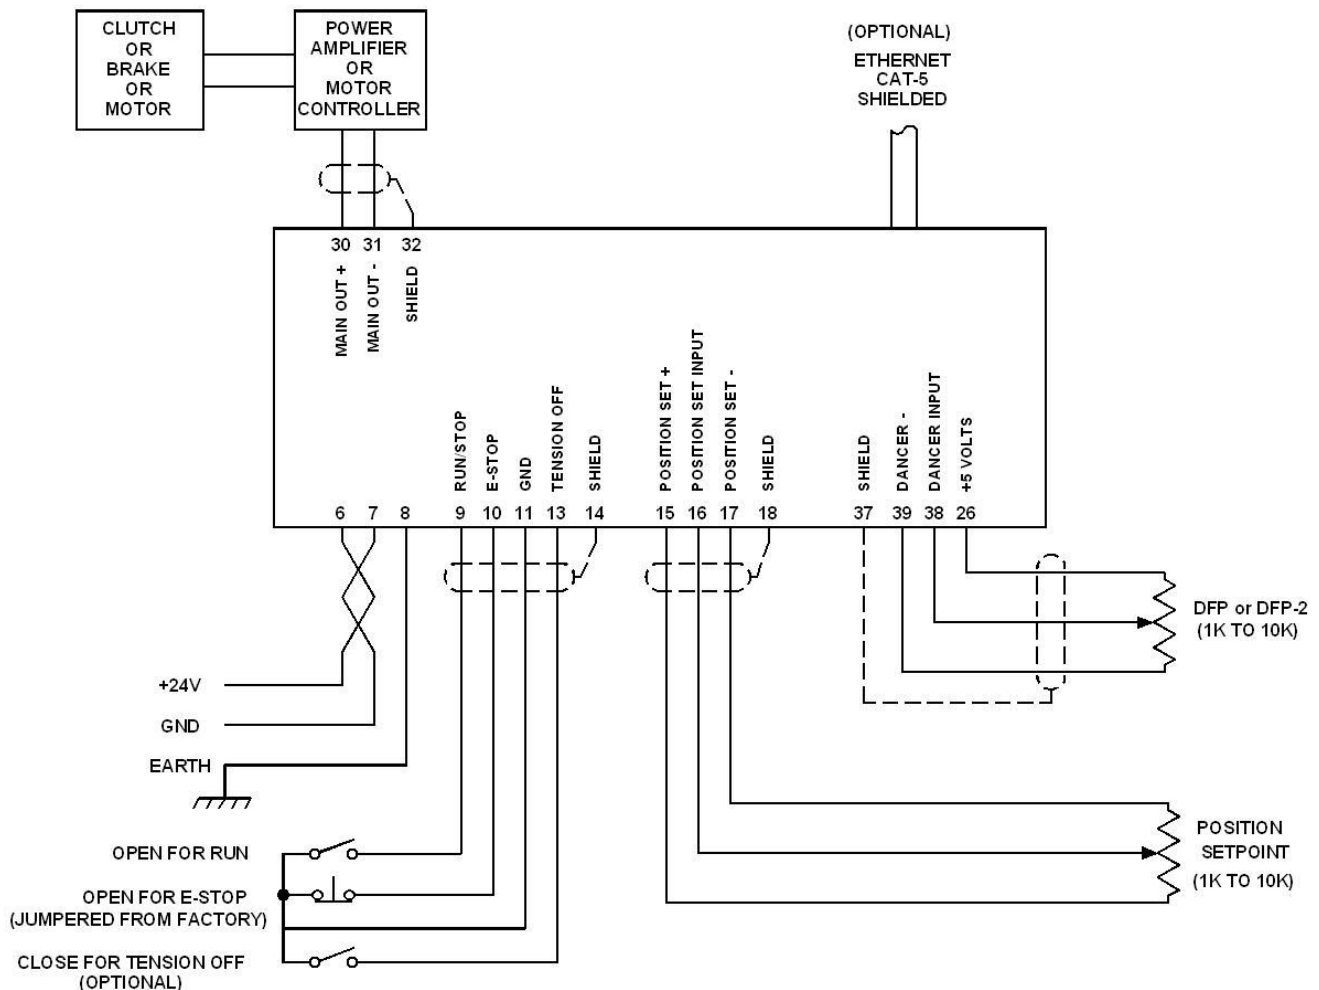 CLUTCH
OR
BRAKE
OR
MOTOR
POWER
AMPLIFIER
OR
MOTOR
CONTROLLER
(OPTIONAL)
ETHERNET
CAT-5
SHIELDED
30 31 32
MAIN OUT +
MAIN OUT -
SHIELD
RUN/STOP
E-STOP
GND
TENSION OFF
SHIELD
POSITION SET +
POSITION SET INPUT
POSITION SET -
SHIELD
SHIELD
DANCER -
DANCER INPUT
+5 VOLTS
6 7 8 9 10 11 13 14 15 16 17 18 37 39 38 26
DFP or DFP-2
(1K TO 10K)
+24V
GND
EARTH
POSITION
SETPOINT
(1K TO 10K)
OPEN FOR RUN
OPEN FOR E-STOP
(JUMPERED FROM FACTORY)
CLOSE FOR TENSION OFF
(OPTIONAL)